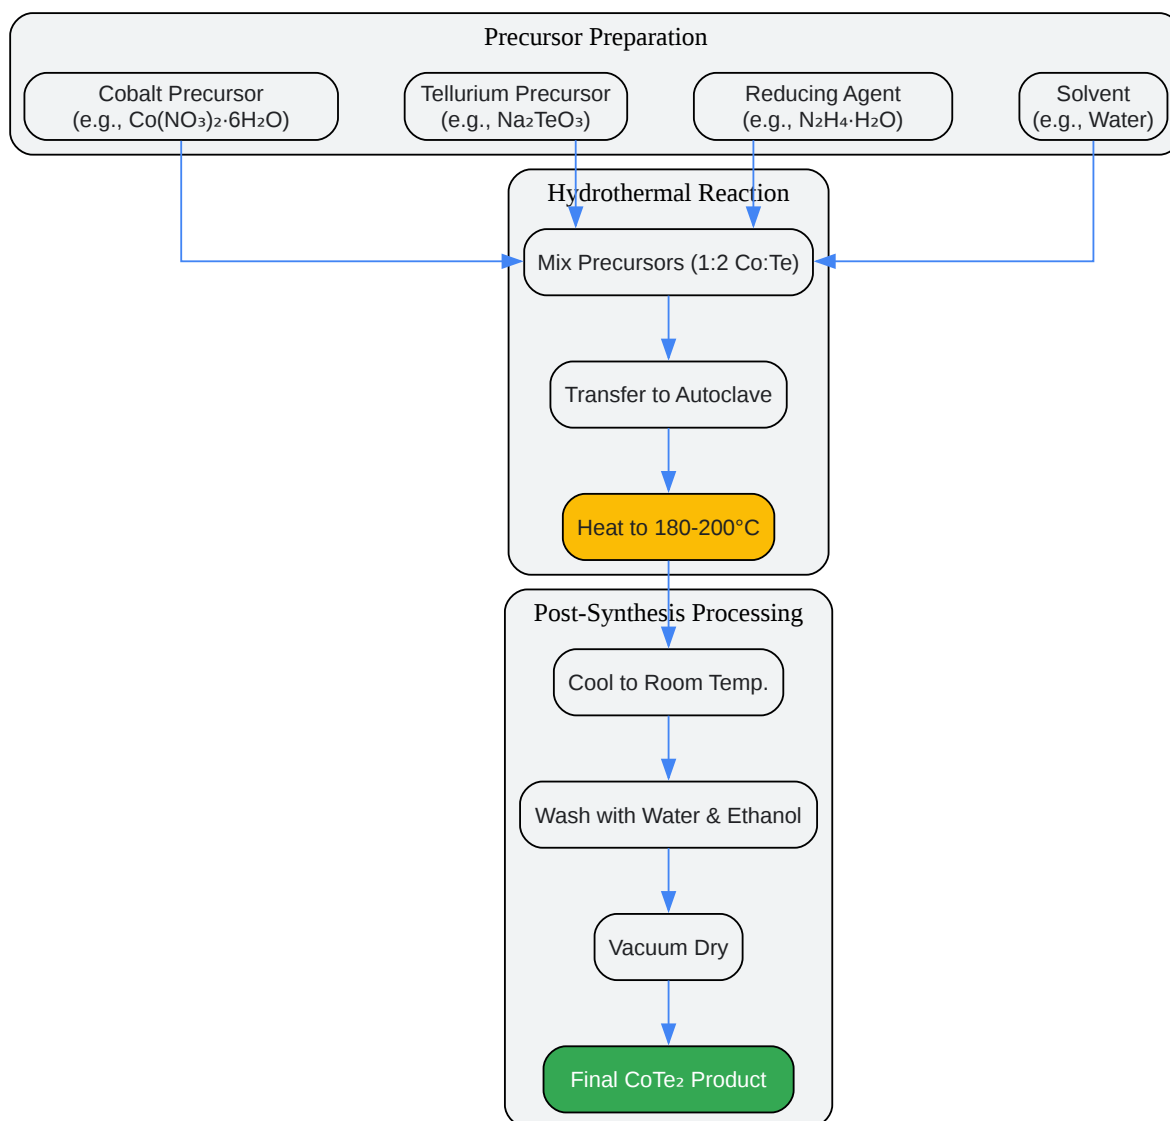 Precursor Preparation
Cobalt Precursor
(e.g., Co(NO₃)₂·6H₂O)
Tellurium Precursor
(e.g., Na₂TeO₃)
Reducing Agent
(e.g., N₂H₄·H₂O)
Solvent
(e.g., Water)
Hydrothermal Reaction
Mix Precursors (1:2 Co:Te)
Transfer to Autoclave
Heat to 180-200°C
Post-Synthesis Processing
Cool to Room Temp.
Wash with Water & Ethanol
Vacuum Dry
Final CoTe₂ Product